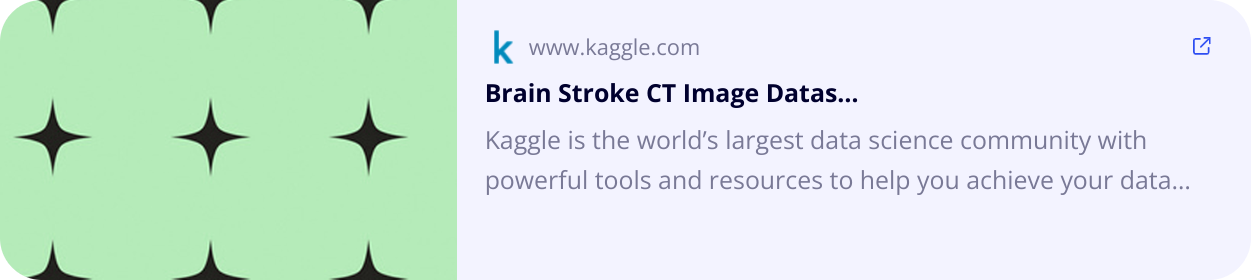 k www.kaggle.com
Brain Stroke CT Image Datas...
Kaggle is the world’s largest data science community with
powerful tools and resources to help you achieve your data...